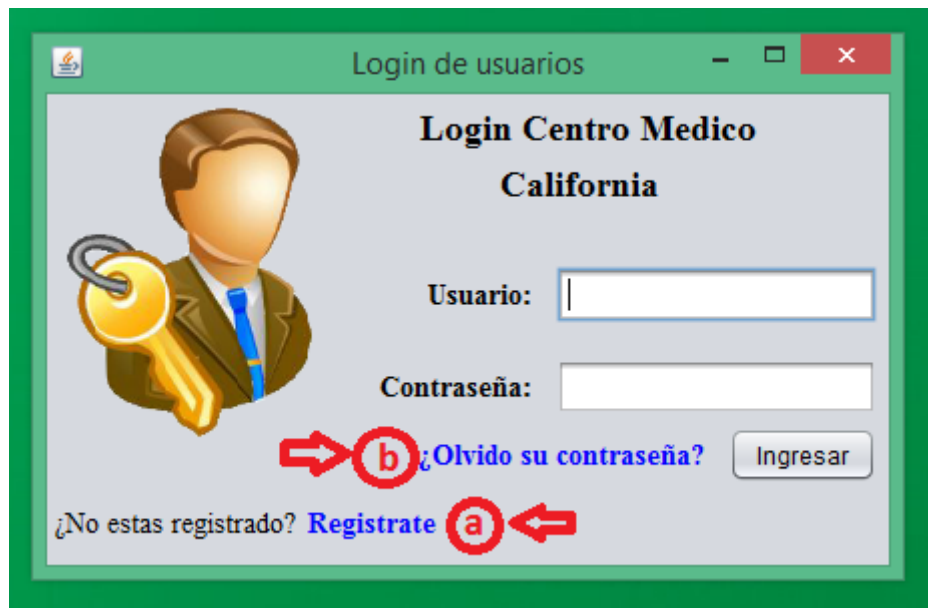 Login de usuarios
Login Centro Medico
California
Usuario:
Contraseña:
b ¿Olvido su contraseña? Ingresar
¿No estas registrado? Registrate a